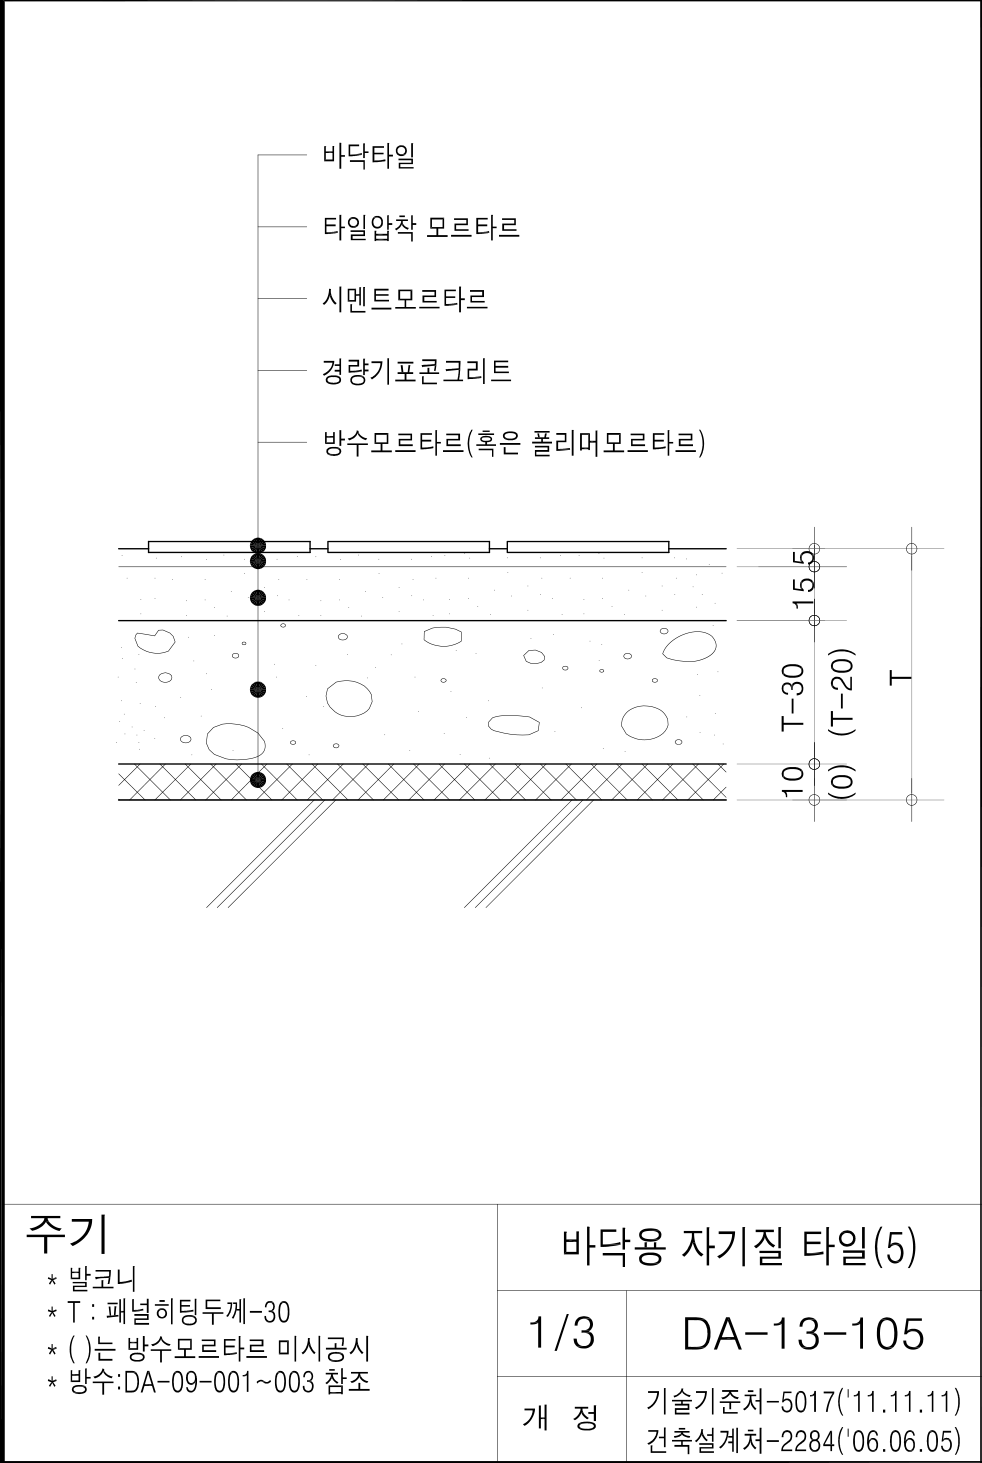 바닥타일
타일압착 모르타르
시멘트모르타르
경량기포콘크리트
방수모르타르(혹은 폴리머모르타르)
15 5
T-30
(T-20)
T
10
(0)
주기
* 발코니
* T : 패널히팅두께-30
* ( )는 방수모르타르 미시공시
* 방수:DA-09-001~003 참조
바닥용 자기질 타일(5)
1/3
DA-13-105
개 정
기술기준처-5017('11.11.11)
건축설계처-2284('06.06.05)